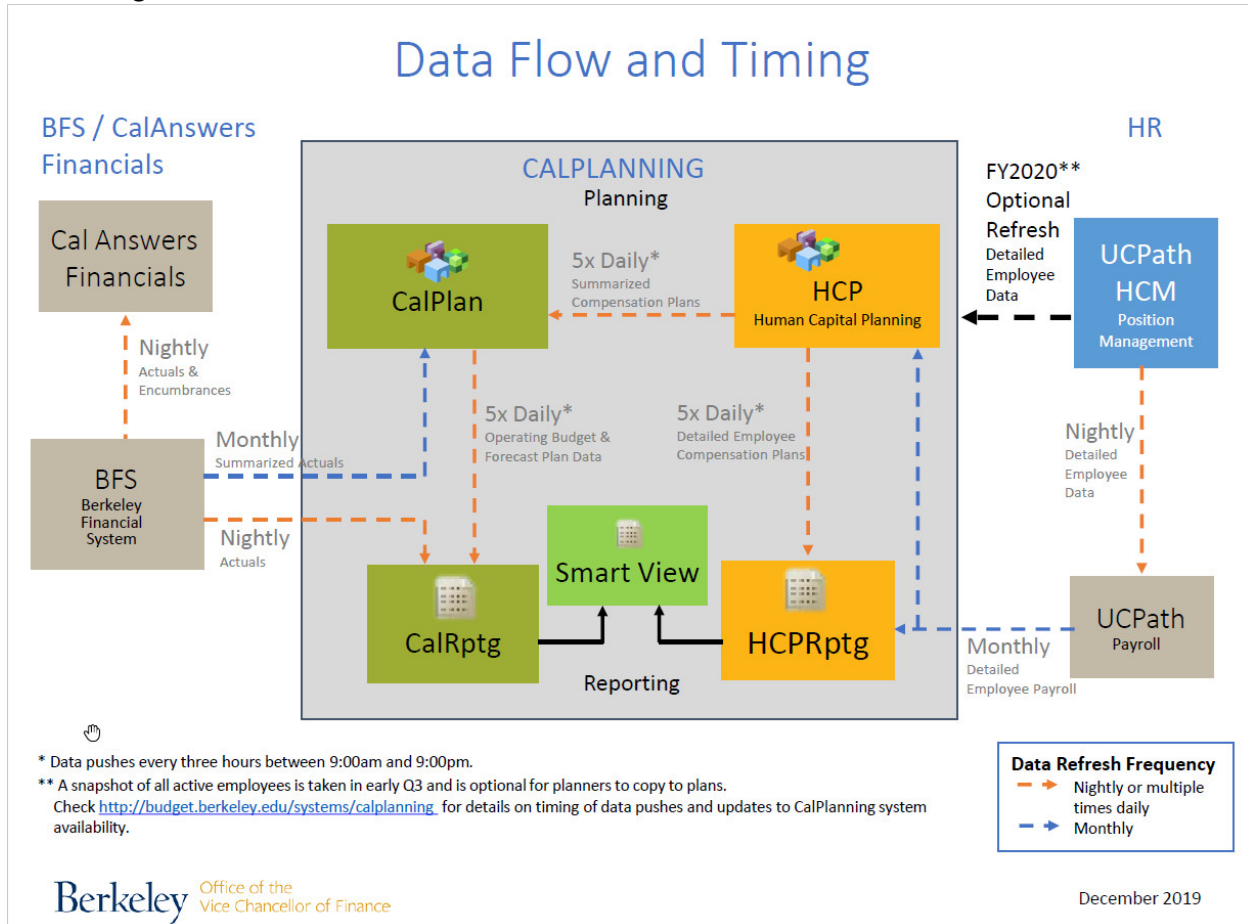 Data Flow and Timing
BFS / CalAnswers
Financials
HR
CALPLANNING
Planning
FY2020**
Optional
Refresh
Detailed
Employee
Data
Cal Answers
Financials
CalPlan
5x Daily*
Summarized
Compensation Plans
HCP
Human Capital Planning
UCPath
HCM
Position
Management
Nightly
Actuals &
Encumbrances
Monthly
Summarized Actuals
5x Daily*
Operating Budget &
Forecast Plan Data
5x Daily*
Detailed Employee
Compensation Plans
Nightly
Detailed
Employee
Data
BFS
Berkeley
Financial
System
Nightly
Actuals
Smart View
CalRptg
HCPRptg
Reporting
Monthly
Detailed
Employee Payroll
UCPath
Payroll
* Data pushes every three hours between 9:00am and 9:00pm.
** A snapshot of all active employees is taken in early Q3 and is optional for planners to copy to plans.
Check http://budget.berkeley.edu/systems/calplanning for details on timing of data pushes and updates to CalPlanning system
availability.
Data Refresh Frequency
Nightly or multiple
times daily
Monthly
Berkeley
Office of the
Vice Chancellor of Finance
December 2019